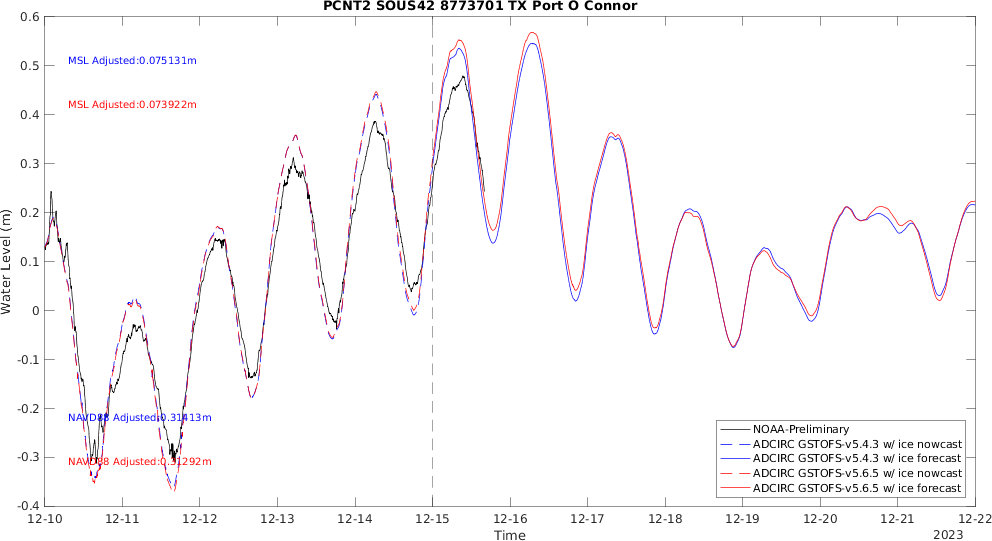 PCNT2 SOUS42 8773701 TX Port O Connor
0.6
0.5
0.4
0.3
0.2
0.1
0
-0.1
-0.2
-0.3
-0.4
Water Level (m)
MSL Adjusted:0.075131m
MSL Adjusted:0.073922m
NAVD88 Adjusted:0.31413m
NAVD88 Adjusted:0.31292m
NOAA-Preliminary
ADCIRC GSTOFS-v5.4.3 w/ ice nowcast
ADCIRC GSTOFS-v5.4.3 w/ ice forecast
ADCIRC GSTOFS-v5.6.5 w/ ice nowcast
ADCIRC GSTOFS-v5.6.5 w/ ice forecast
12-10 12-11 12-12 12-13 12-14 12-15 12-16 12-17 12-18 12-19 12-20 12-21 12-22
Time
2023